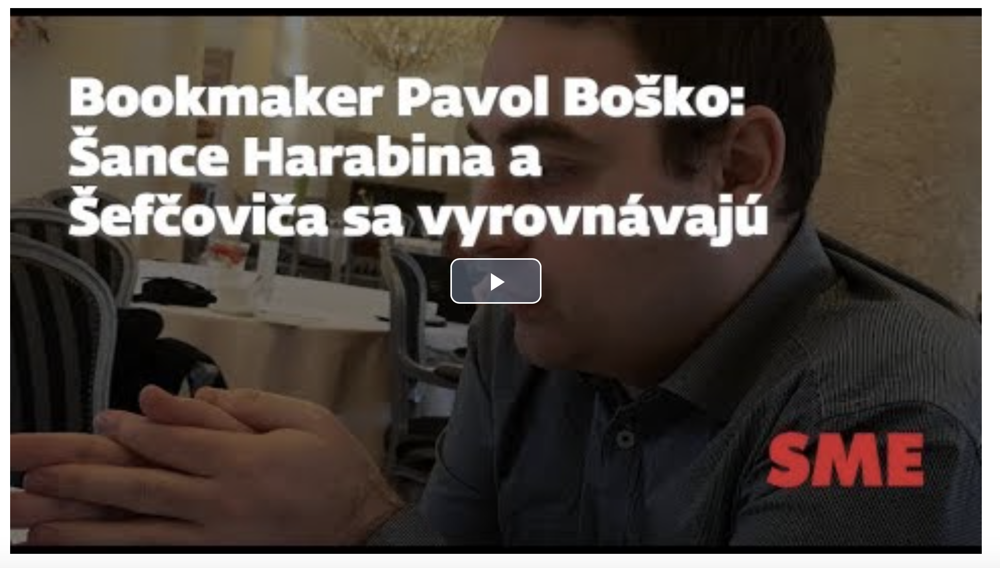 Bookmaker Pavol Boško:
Šance Harabina a
Šefčoviča sa vyrovnávajú
SME